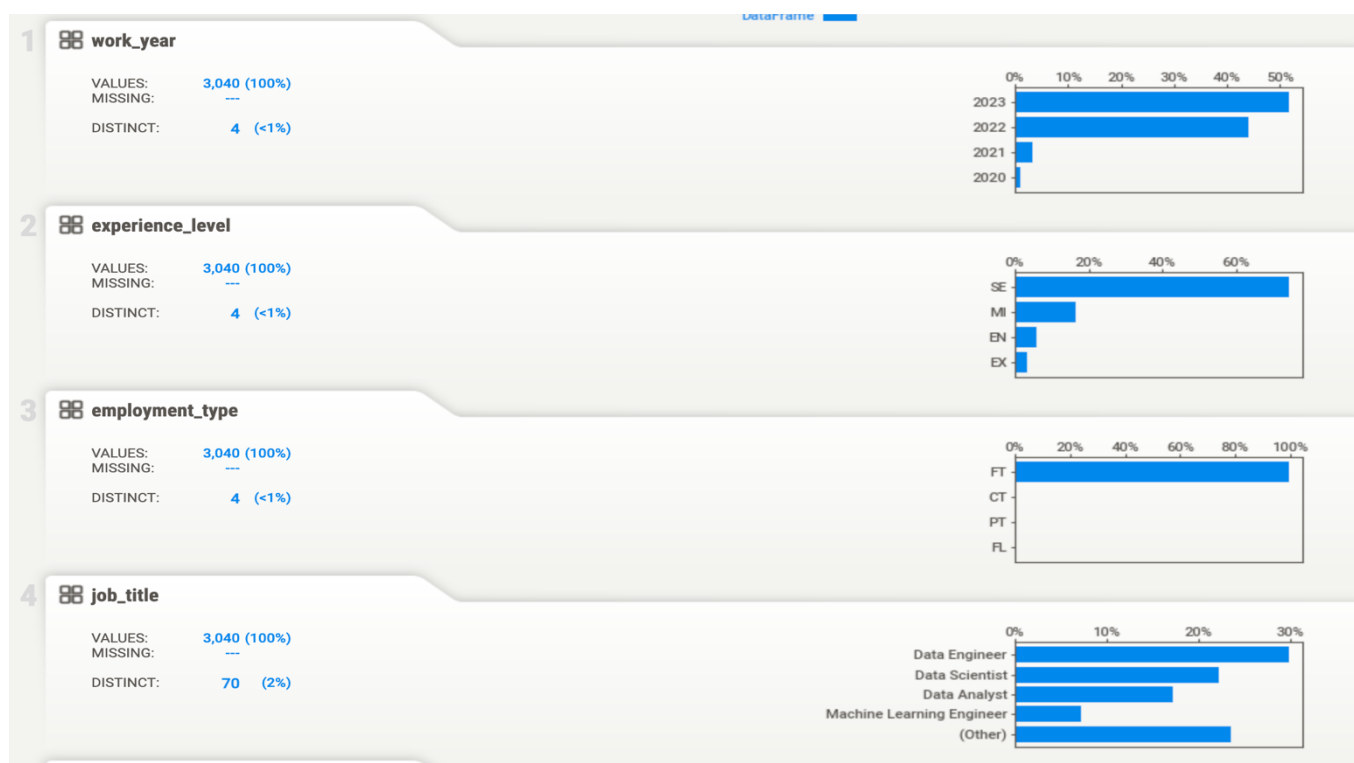 DataFrame
1 work_year
VALUES: 3,040 (100%)
MISSING: ---
DISTINCT: 4 (<1%)
0% 10% 20% 30% 40% 50%
2023
2022
2021
2020
2 experience_level
VALUES: 3,040 (100%)
MISSING: ---
DISTINCT: 4 (<1%)
0% 20% 40% 60%
SE
MI
EN
EX
3 employment_type
VALUES: 3,040 (100%)
MISSING: ---
DISTINCT: 4 (<1%)
0% 20% 40% 60% 80% 100%
FT
CT
PT
FL
4 job_title
VALUES: 3,040 (100%)
MISSING: ---
DISTINCT: 70 (2%)
0% 10% 20% 30%
Data Engineer
Data Scientist
Data Analyst
Machine Learning Engineer
(Other)